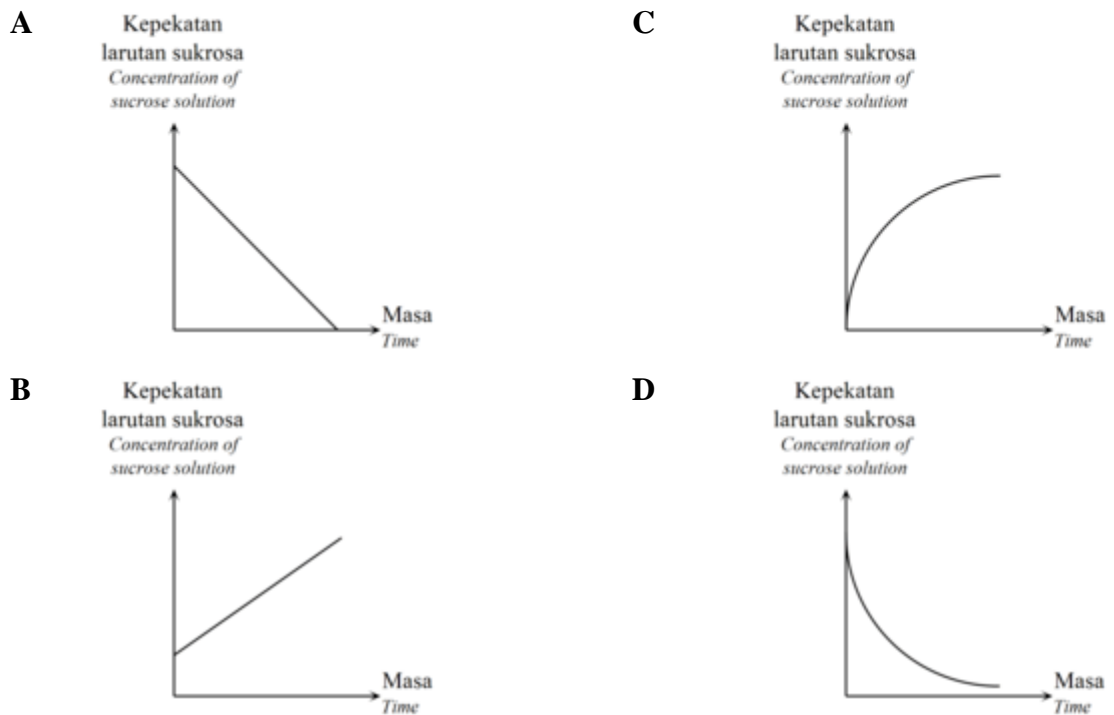 A
Kepekatan
larutan sukrosa
Concentration of
sucrose solution
Masa
Time
B
Kepekatan
larutan sukrosa
Concentration of
sucrose solution
Masa
Time
C
Kepekatan
larutan sukrosa
Concentration of
sucrose solution
Masa
Time
D
Kepekatan
larutan sukrosa
Concentration of
sucrose solution
Masa
Time